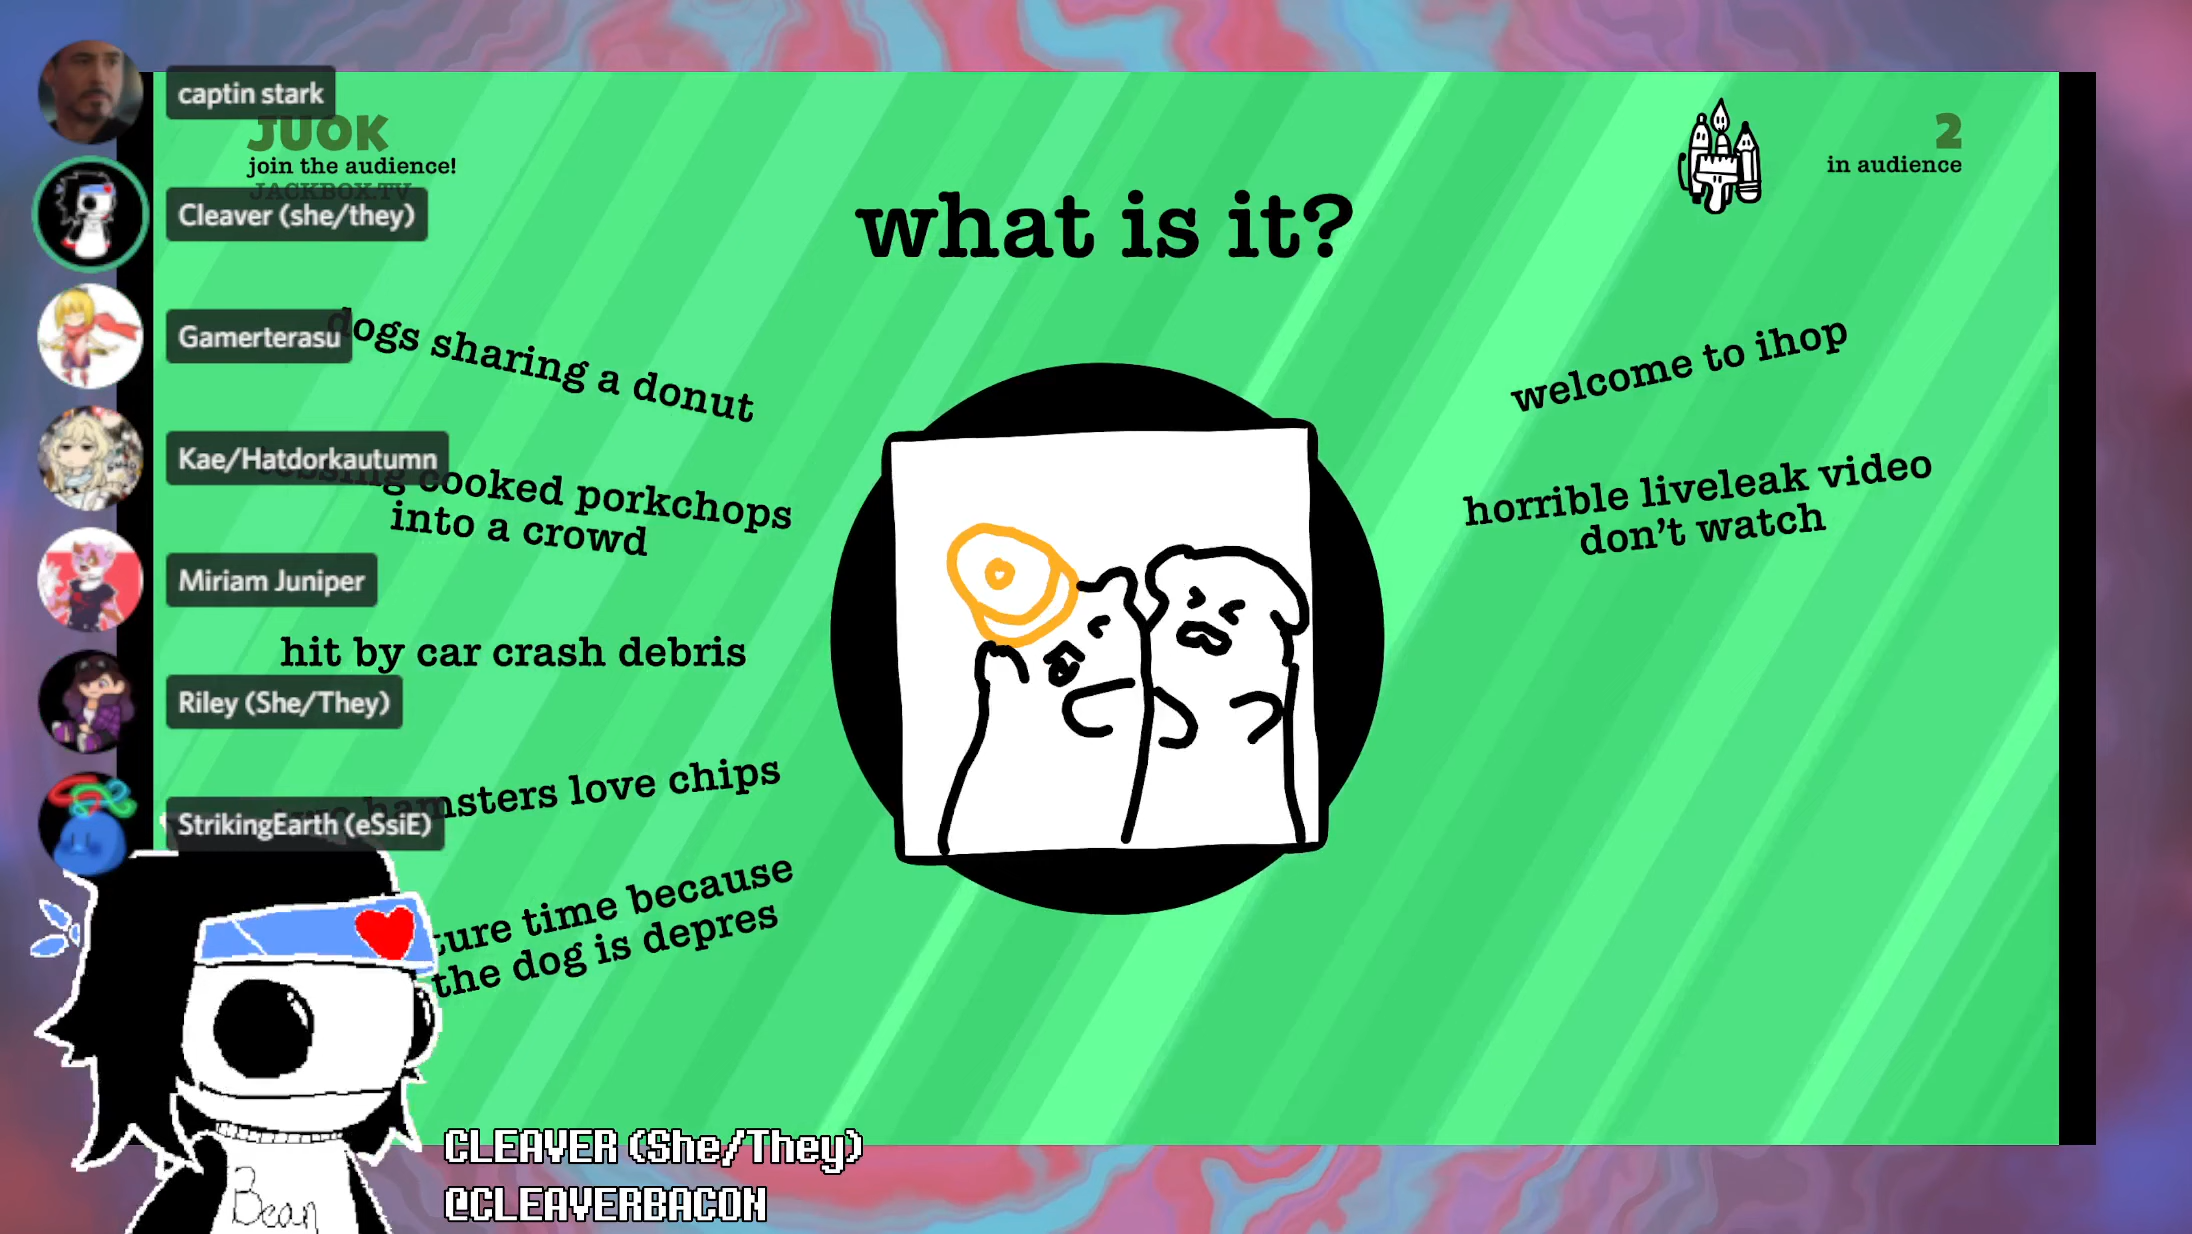 captin stark
JUOK
join the audience!
JACKBOX.TV
2
in audience
what is it?
Cleaver (she/they)
Gamerterasu
dogs sharing a donut
welcome to ihop
Kae/Hatdorkautumn
cooked porkchops
into a crowd
horrible liveleak video
don't watch
Miriam Juniper
hit by car crash debris
Riley (She/They)
hamsters love chips
StrikingEarth (eSsiE)
time because
the dog is depres
Bean
CLEAVER (She/They)
@CLEAVERBACON